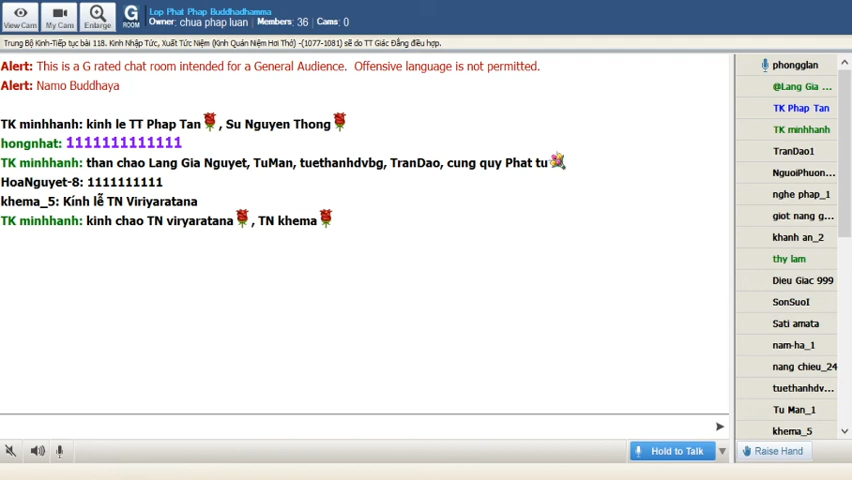 View Cam
My Cam
Enlarge
G
ROOM
Lop Phat Phap Buddhadhamma
Owner: chua phap luan Members: 36 Cams: 0
Trung Bộ Kinh-Tiếp tục bài 118. Kinh Nhập Tức, Xuất Tức Niệm (Kinh Quán Niệm Hơi Thở) -(1077-1081) sẽ do TT Giác Đẳng điều hợp.
Alert: This is a G rated chat room intended for a General Audience. Offensive language is not permitted.
Alert: Namo Buddhaya
TK minhhanh: kinh le TT Phap Tan, Su Nguyen Thong
hongnhat: 1111111111111
TK minhhanh: than chao Lang Gia Nguyet, TuMan, tuethanhdvbg, TranDao, cung quy Phat tu
HoaNguyet-8: 1111111111
khema_5: Kính lễ TN Viriyaratana
TK minhhanh: kinh chao TN viryaratana, TN khema
phongglan
@Lang Gia ...
TK Phap Tan
TK minhhanh
TranDao1
NguoiPhuon...
nghe phap_1
giot nang g...
khanh an_2
thy lam
Dieu Giac 999
SonSuoI
Sati amata
nam-ha_1
nang chieu_24
tuethanhdv...
Tu Man_1
khema_5
Hold to Talk
Raise Hand